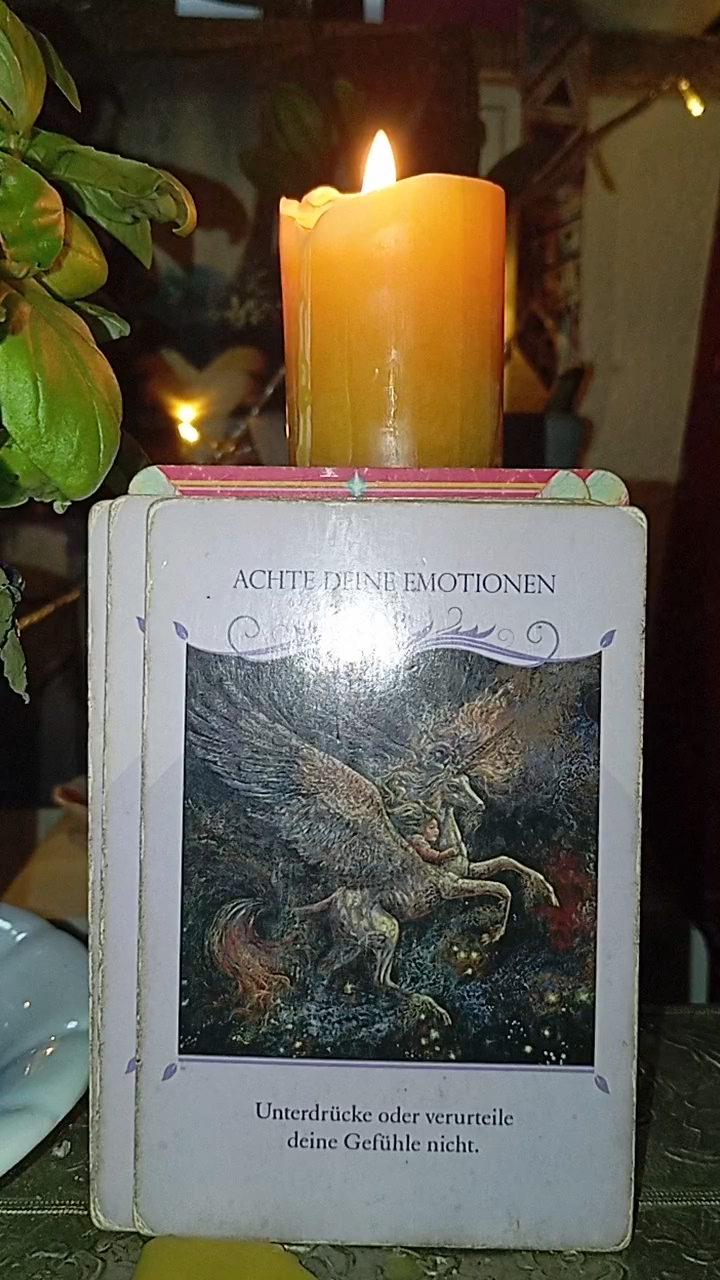 ACHTE DEINE EMOTIONEN
Unterdrücke oder verurteile
deine Gefühle nicht.